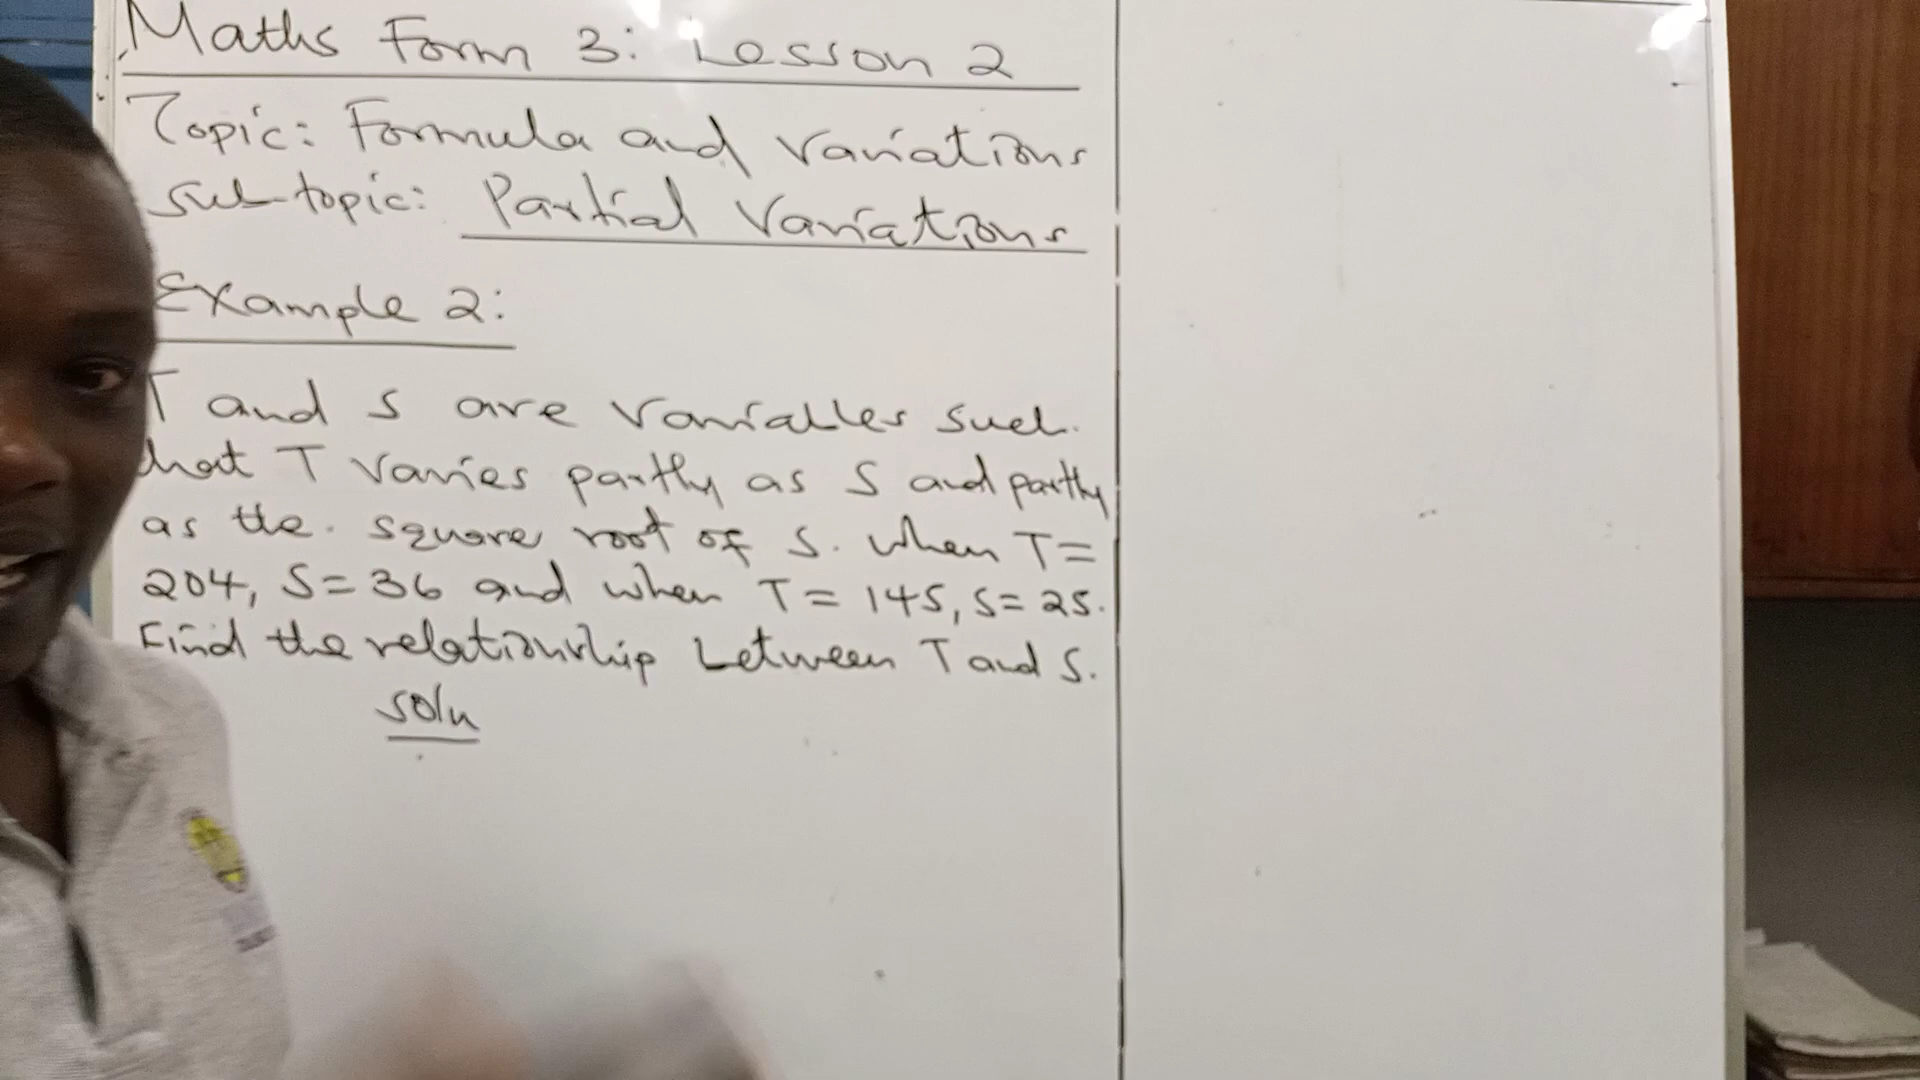 Maths Form 3: Lesson 2
Topic: Formula and Variations
Sub-topic: Partial Variations
Example 2:
T and S are variables such
that T varies partly as S and partly
as the square root of S. When T=
204, S=36 and when T=145, S=25.
Find the relationship between T and S.
soln